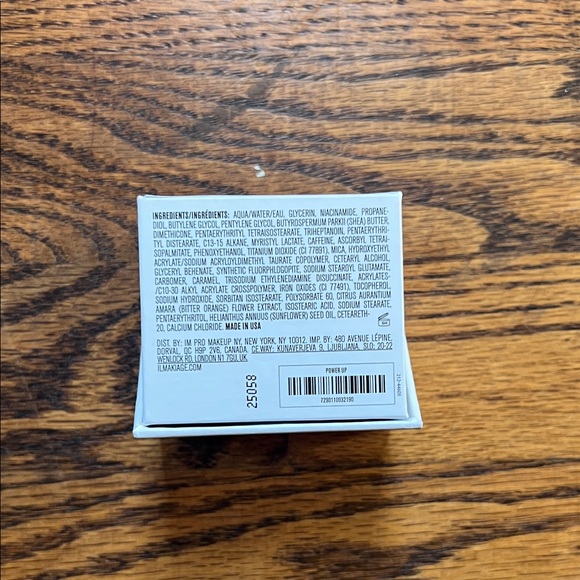 INGREDIENTS/INGRÉDIENTS: AQUA/WATER/EAU, GLYCERIN, NIACINAMIDE, PROPANE-
DIOL, BUTYLENE GLYCOL, PENTYLENE GLYCOL, BUTYROSPERMUM PARKII (SHEA) BUTTER,
DIMETHICONE, PENTAERYTHRITYL TETRAISOSTEARATE, TRIHEPTANOIN, PENTAERYTHRI-
TYL DISTEARATE, C13-15 ALKANE, MYRISTYL LACTATE, CAFFEINE, ASCORBYL TETRAI-
SOPALMITATE, PHENOXYETHANOL, TITANIUM DIOXIDE (CI 77891), MICA, HYDROXYETHYL
ACRYLATE/SODIUM ACRYLOYLDIMETHYL TAURATE COPOLYMER, CETEARYL ALCOHOL,
GLYCERYL BEHENATE, SYNTHETIC FLUORPHLOGOPITE, SODIUM STEAROYL GLUTAMATE,
CARBOMER, CARAMEL, TRISODIUM ETHYLENEDIAMINE DISUCCINATE, ACRYLATES-
/C10-30 ALKYL ACRYLATE CROSSPOLYMER, IRON OXIDES (CI 77491), TOCOPHEROL,
SODIUM HYDROXIDE, SORBITAN ISOSTEARATE, POLYSORBATE 60, CITRUS AURANTIUM
AMARA (BITTER ORANGE) FLOWER EXTRACT, ISOSTEARIC ACID, SODIUM STEARATE,
PENTAERYTHRITOL, HELIANTHUS ANNUUS (SUNFLOWER) SEED OIL, CETEARETH-
20, CALCIUM CHLORIDE. MADE IN USA
DIST. BY: IM PRO MAKEUP NY, NEW YORK, NY 10012. IMP. BY: 480 AVENUE LÉPINE,
DORVAL, QC H9P 2V6, CANADA. CE.WAY: KUNAVERJEVA 9, LJUBLJANA, SLO: 20-22
WENLOCK RD, LONDON N1 7GU, UK.
ILMAKIAGE.COM
25058
POWER UP
7290110032190